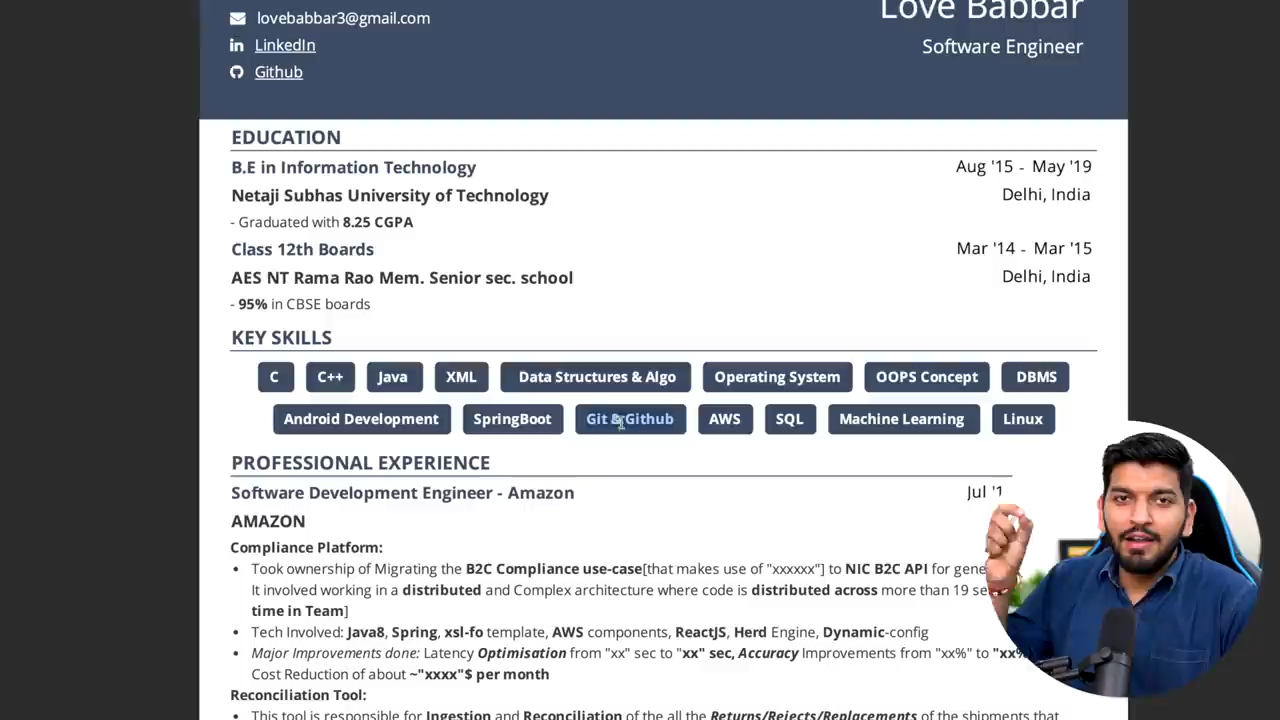 lovebabbar3@gmail.com
Love Babbar
LinkedIn
Software Engineer
Github
EDUCATION
B.E in Information Technology Aug '15 - May '19
Netaji Subhas University of Technology Delhi, India
- Graduated with 8.25 CGPA
Class 12th Boards Mar '14 - Mar '15
AES NT Rama Rao Mem. Senior sec. school Delhi, India
- 95% in CBSE boards
KEY SKILLS
C C++ Java XML Data Structures & Algo Operating System OOPS Concept DBMS
Android Development SpringBoot Git & Github AWS SQL Machine Learning Linux
PROFESSIONAL EXPERIENCE
Software Development Engineer - Amazon Jul
AMAZON
Compliance Platform:
• Took ownership of Migrating the B2C Compliance use-case[that makes use of "xxxxxx"] to NIC B2C API for
It involved working in a distributed and Complex architecture where code is distributed across more than 19
time in Team]
• Tech Involved: Java8, Spring, xsl-fo template, AWS components, ReactJS, Herd Engine, Dynamic-config
• Major Improvements done: Latency Optimisation from "xx" sec to "xx" sec, Accuracy Improvements from "xx%" to "xx%
Cost Reduction of about ~"xxxx"$ per month
Reconciliation Tool:
• This tool is responsible for Ingestion and Reconciliation of the all the Returns/Rejects/Replacements of the shipments that